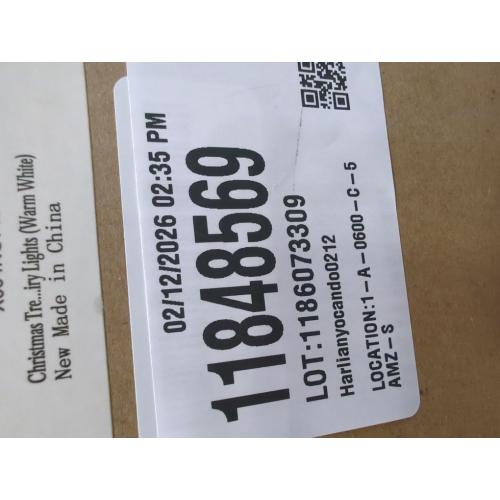 Christmas Tre...iry Lights (Warm White)
New Made in China
02/12/2026 02:35 PM
11848569
LOT:1186073309
Harlianyocando0212
LOCATION:1-A-0600-C-5
AMZ-S